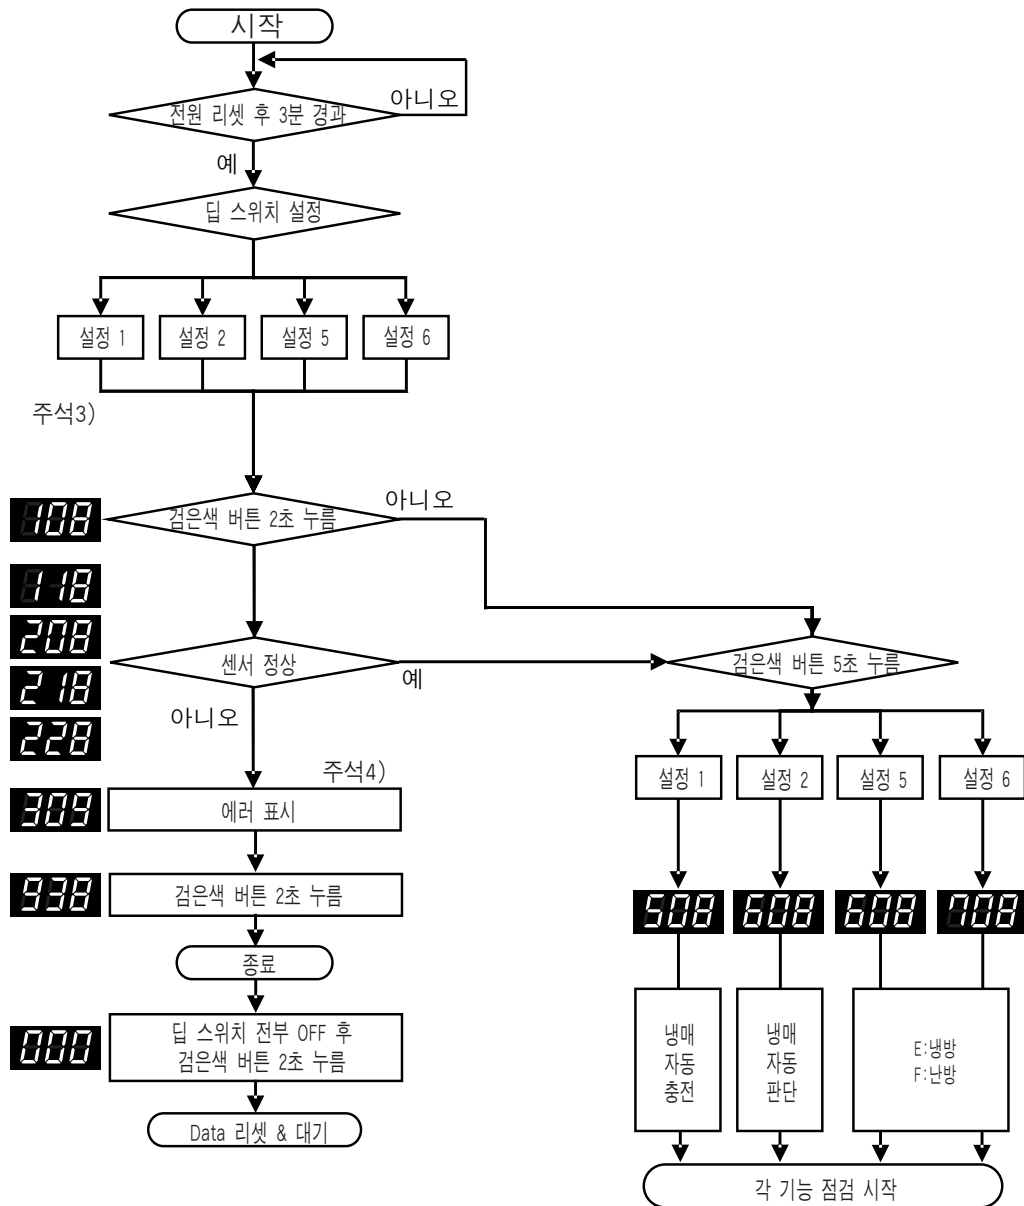 시작
아니오
전원 리셋 후 3분 경과
예
딥 스위치 설정
설정 1
설정 2
설정 5
설정 6
주석3)
아니오
108
검은색 버튼 2초 누름
118
208
센서 정상
예
검은색 버튼 5초 누름
218
아니오
228
주석4)
설정 1
설정 2
설정 5
설정 6
309
에러 표시
검은색 버튼 2초 누름
508
608
608
종료
딥 스위치 전부 OFF 후
검은색 버튼 2초 누름
000
냉매
자동
충전
냉매
자동
판단
E:냉방
F:난방
Data 리셋 & 대기
각 기능 점검 시작